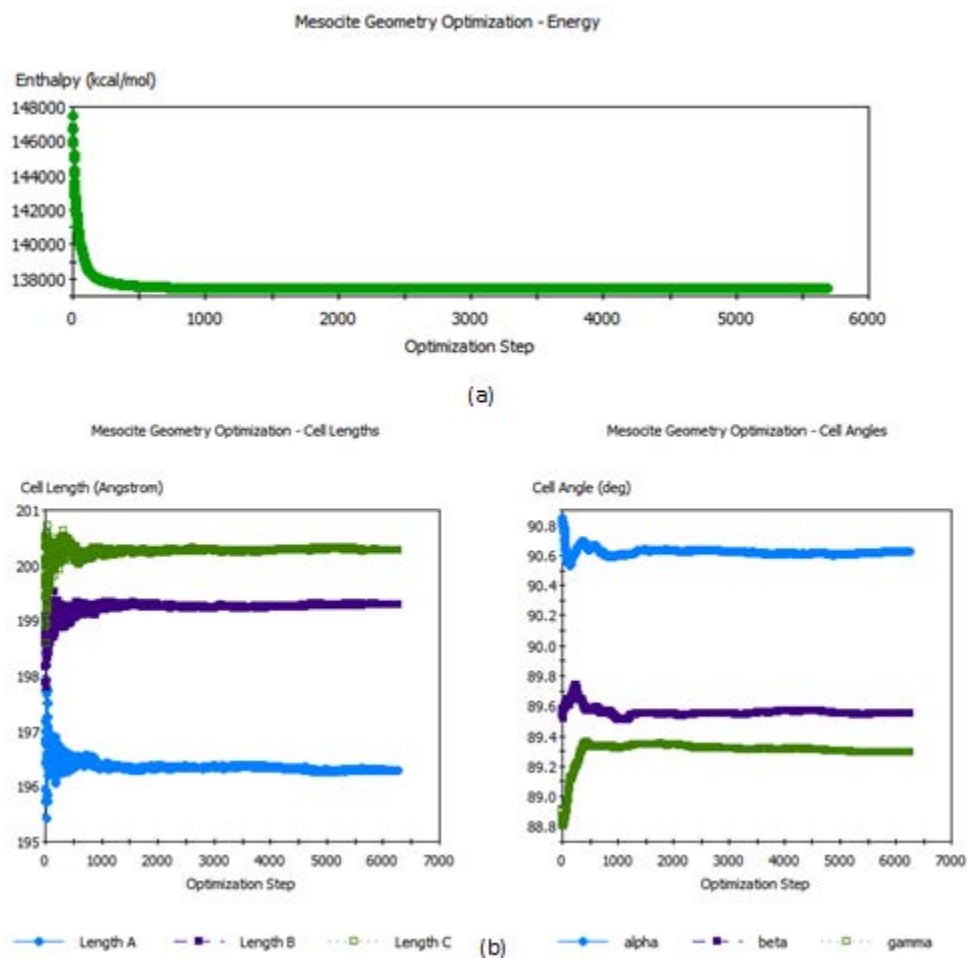 Mesocite Geometry Optimization - Energy
Enthalpy (kcal/mol)
148000
146000
144000
142000
140000
138000
0 1000 2000 3000 4000 5000 6000
Optimization Step
(a)
Mesocite Geometry Optimization - Cell Lengths
Cell Length (Angstrom)
201
200
199
198
197
196
195
0 1000 2000 3000 4000 5000 6000 7000
Optimization Step
Length A Length B Length C
Mesocite Geometry Optimization - Cell Angles
Cell Angle (deg)
90.8
90.6
90.4
90.2
90.0
89.8
89.6
89.4
89.2
89.0
88.8
0 1000 2000 3000 4000 5000 6000 7000
Optimization Step
alpha beta gamma
(b)